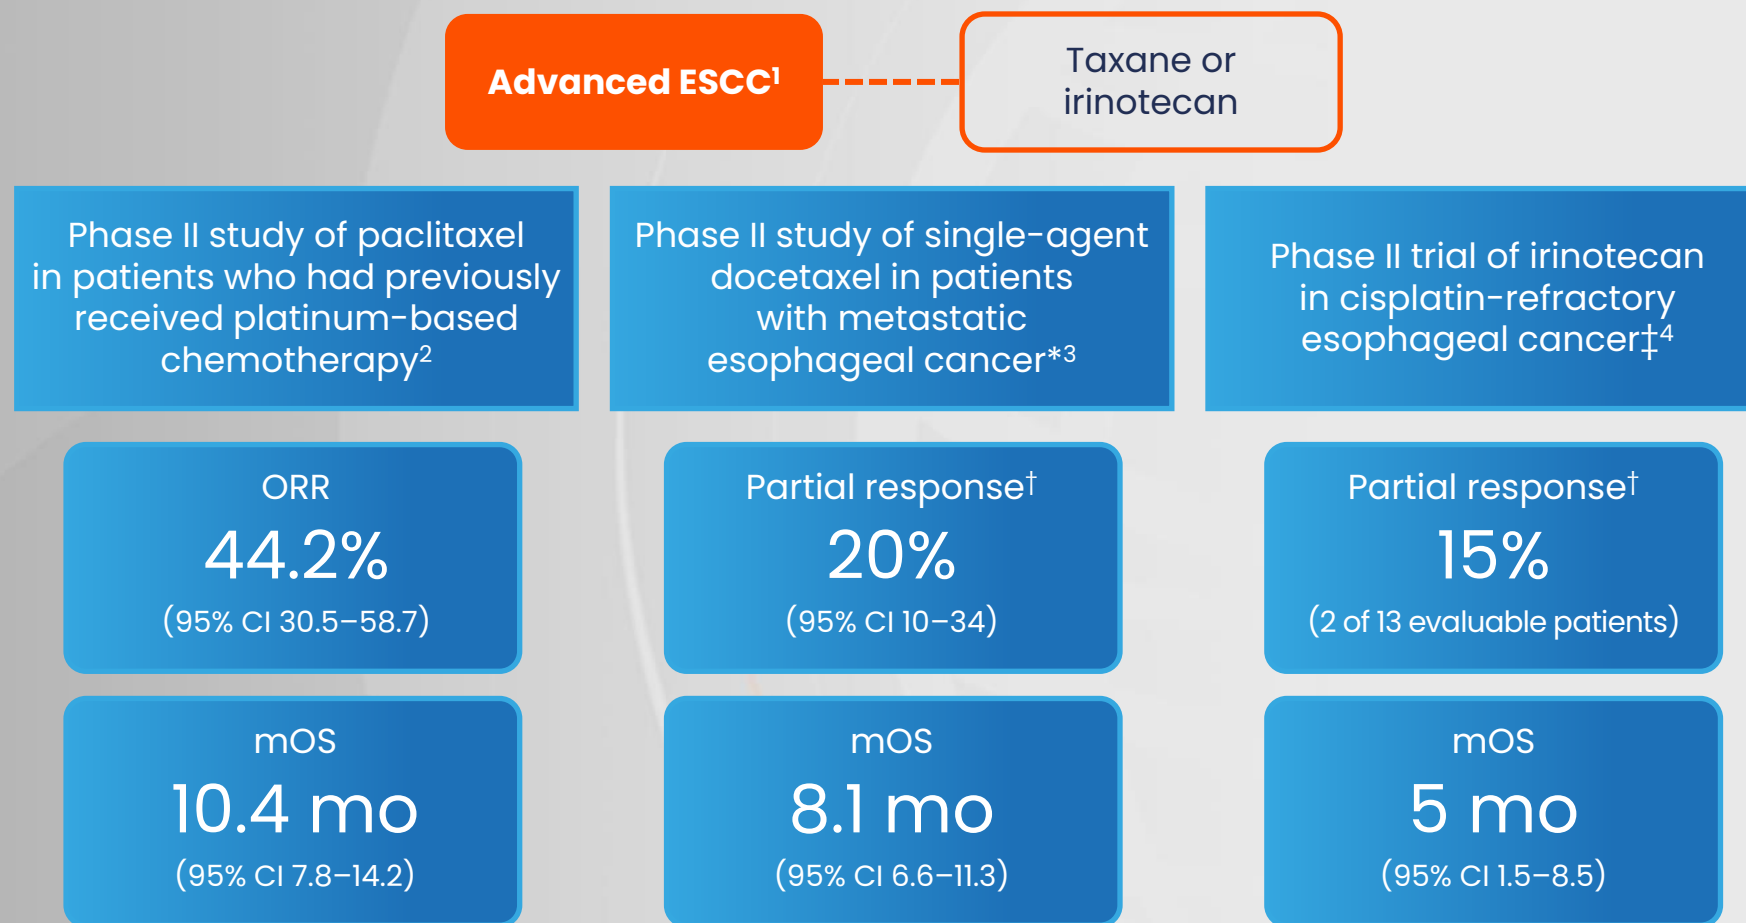 Advanced ESCC¹
Taxane or
irinotecan
Phase II study of paclitaxel
in patients who had previously
received platinum-based
chemotherapy²
Phase II study of single-agent
docetaxel in patients
with metastatic
esophageal cancer*³
Phase II trial of irinotecan
in cisplatin-refractory
esophageal cancer‡⁴
ORR
44.2%
(95% CI 30.5–58.7)
Partial response†
20%
(95% CI 10–34)
Partial response†
15%
(2 of 13 evaluable patients)
mOS
10.4 mo
(95% CI 7.8–14.2)
mOS
8.1 mo
(95% CI 6.6–11.3)
mOS
5 mo
(95% CI 1.5–8.5)